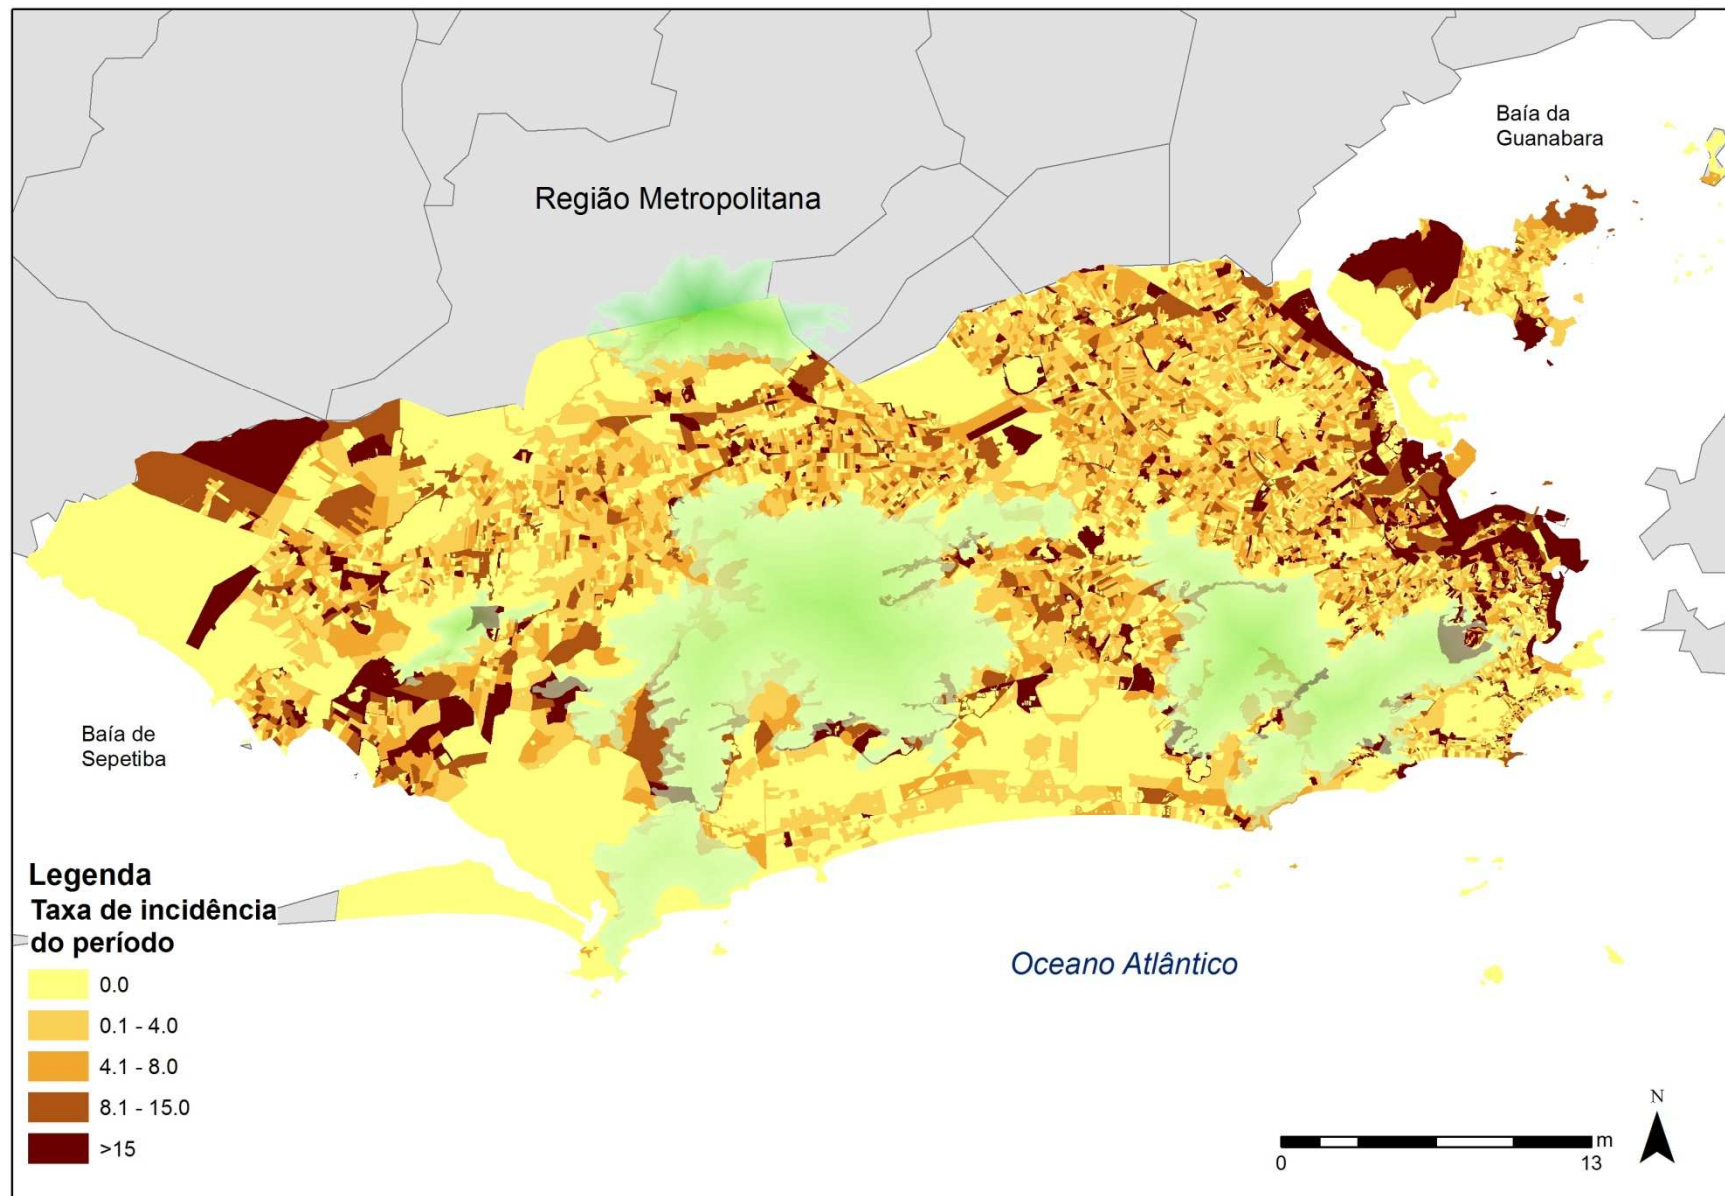 Baía da
Guanabara
Região Metropolitana
Baía de
Sepetiba
Legenda
Taxa de incidência
do período
0.0
0.1 - 4.0
4.1 - 8.0
8.1 - 15.0
>15
Oceano Atlântico
N
m
0 13